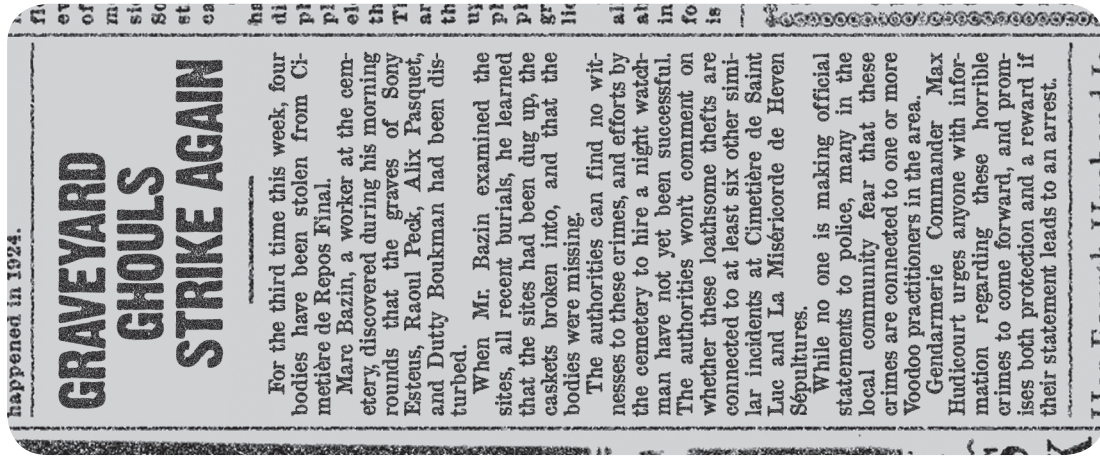 happened in 1924.
GRAVEYARD
GHOULS
STRIKE AGAIN
For the third time this week, four
bodies have been stolen from Ci-
metière de Repos Final.
Marc Bazin, a worker at the cem-
etery, discovered during his morning
rounds that the graves of Sony
Esteus, Raoul Peck, Alix Pasquet,
and Dutty Boukman had been dis-
turbed.
When Mr. Bazin examined the
sites, all recent burials, he learned
that the sites had been dug up, the
caskets broken into, and that the
bodies were missing.
The authorities can find no wit-
nesses to these crimes, and efforts by
the cemetery to hire a night watch-
man have not yet been successful.
The authorities won't comment on
whether these loathsome thefts are
connected to at least six other simi-
lar incidents at Cimetière de Saint
Luc and La Miséricorde de Heven
Sépultures.
While no one is making official
statements to police, many in the
local community fear that these
crimes are connected to one or more
Voodoo practitioners in the area.
Gendarmerie Commander Max
Hudicourt urges anyone with infor-
mation regarding these horrible
crimes to come forward, and prom-
ises both protection and a reward if
their statement leads to an arrest.